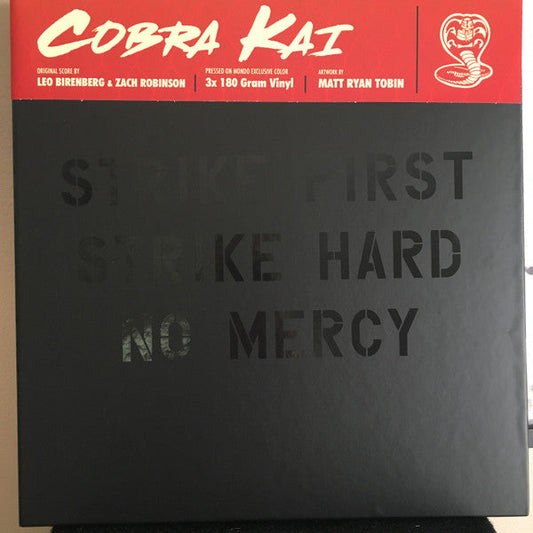 COBRA KAI
ORIGINAL SCORE BY
LEO BIRENBERG & ZACH ROBINSON
PRESSED ON MONDO EXCLUSIVE COLOR
3x 180 Gram Vinyl
ARTWORK BY
MATT RYAN TOBIN
STRIKE FIRST
STRIKE HARD
NO MERCY